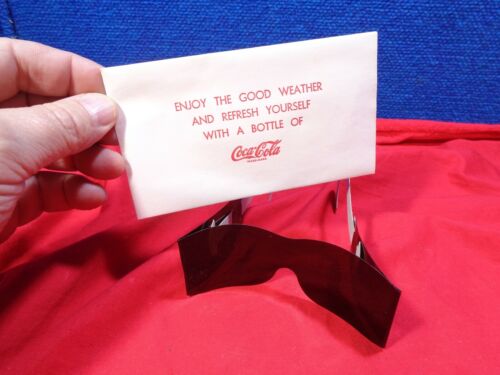 ENJOY THE GOOD WEATHER
AND REFRESH YOURSELF
WITH A BOTTLE OF
Coca-Cola